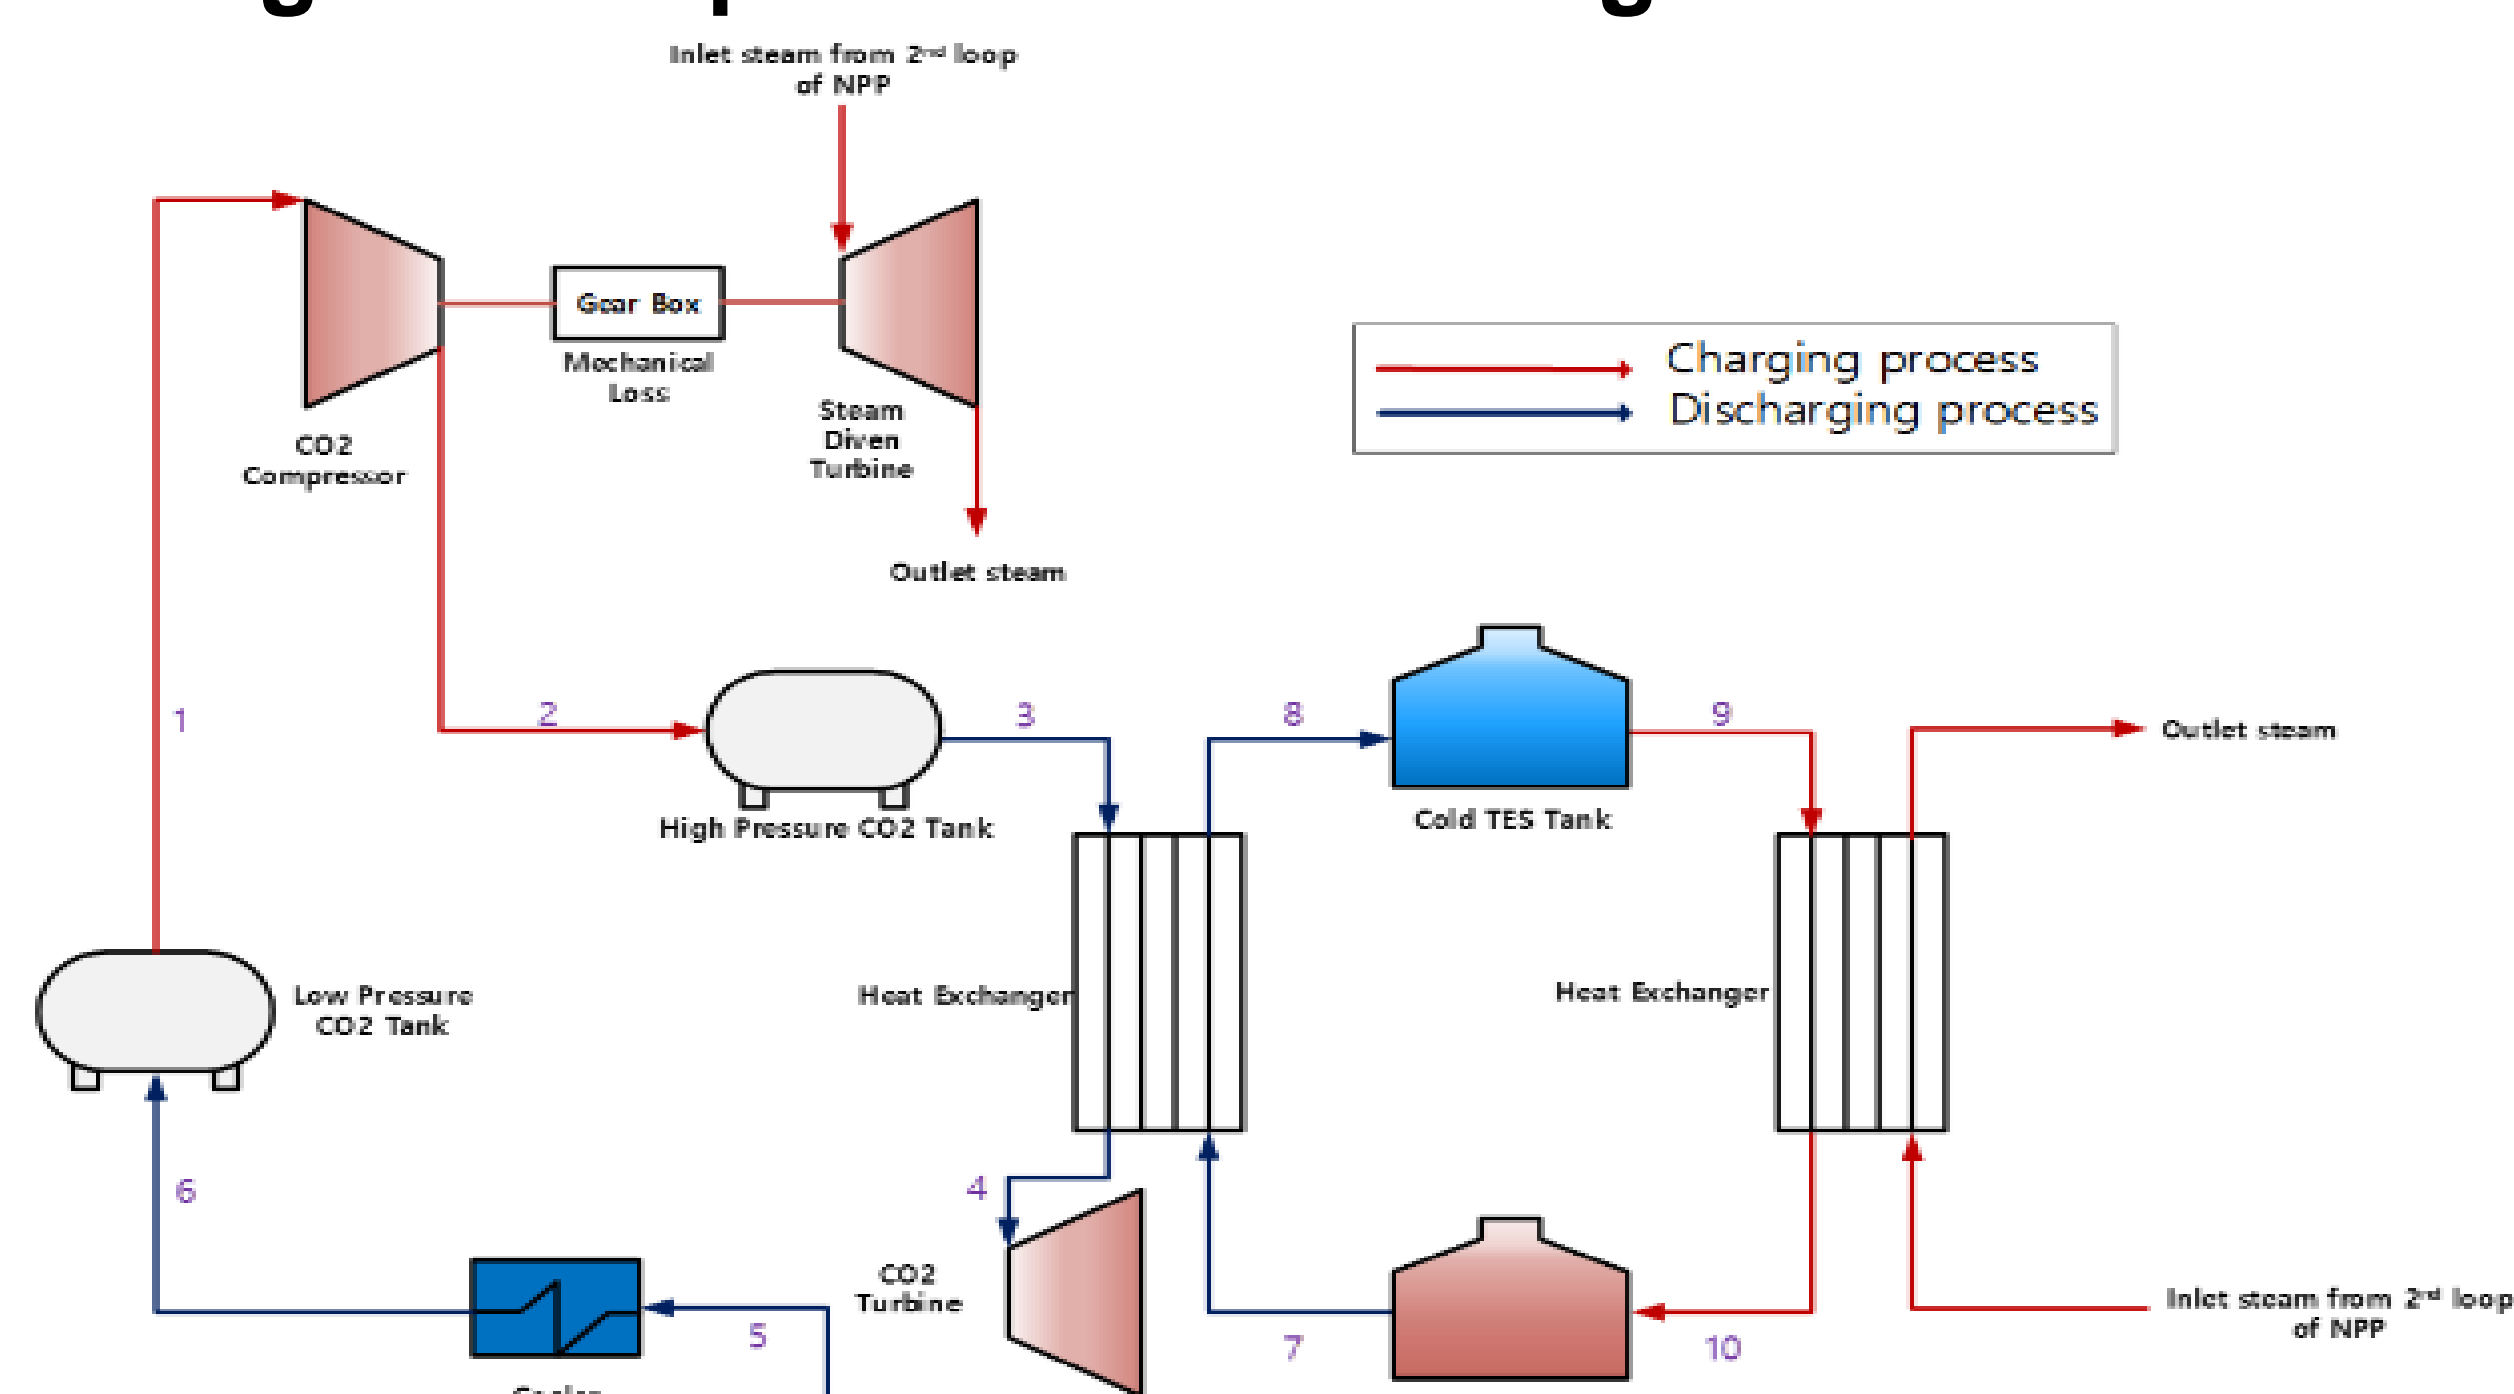 Inlet steam from 2nd loop
of NPP
Gear Box
Mechanical
Loss
Steam
Diven
Turbine
CO2
Compressor
Charging process
Discharging process
Outlet steam
1
2
3
8
9
Outlet steam
High Pressure CO2 Tank
Cold TES Tank
Low Pressure
CO2 Tank
Heat Exchanger
Heat Exchanger
6
4
CO2
Turbine
5
7
10
Inlet steam from 2nd loop
of NPP